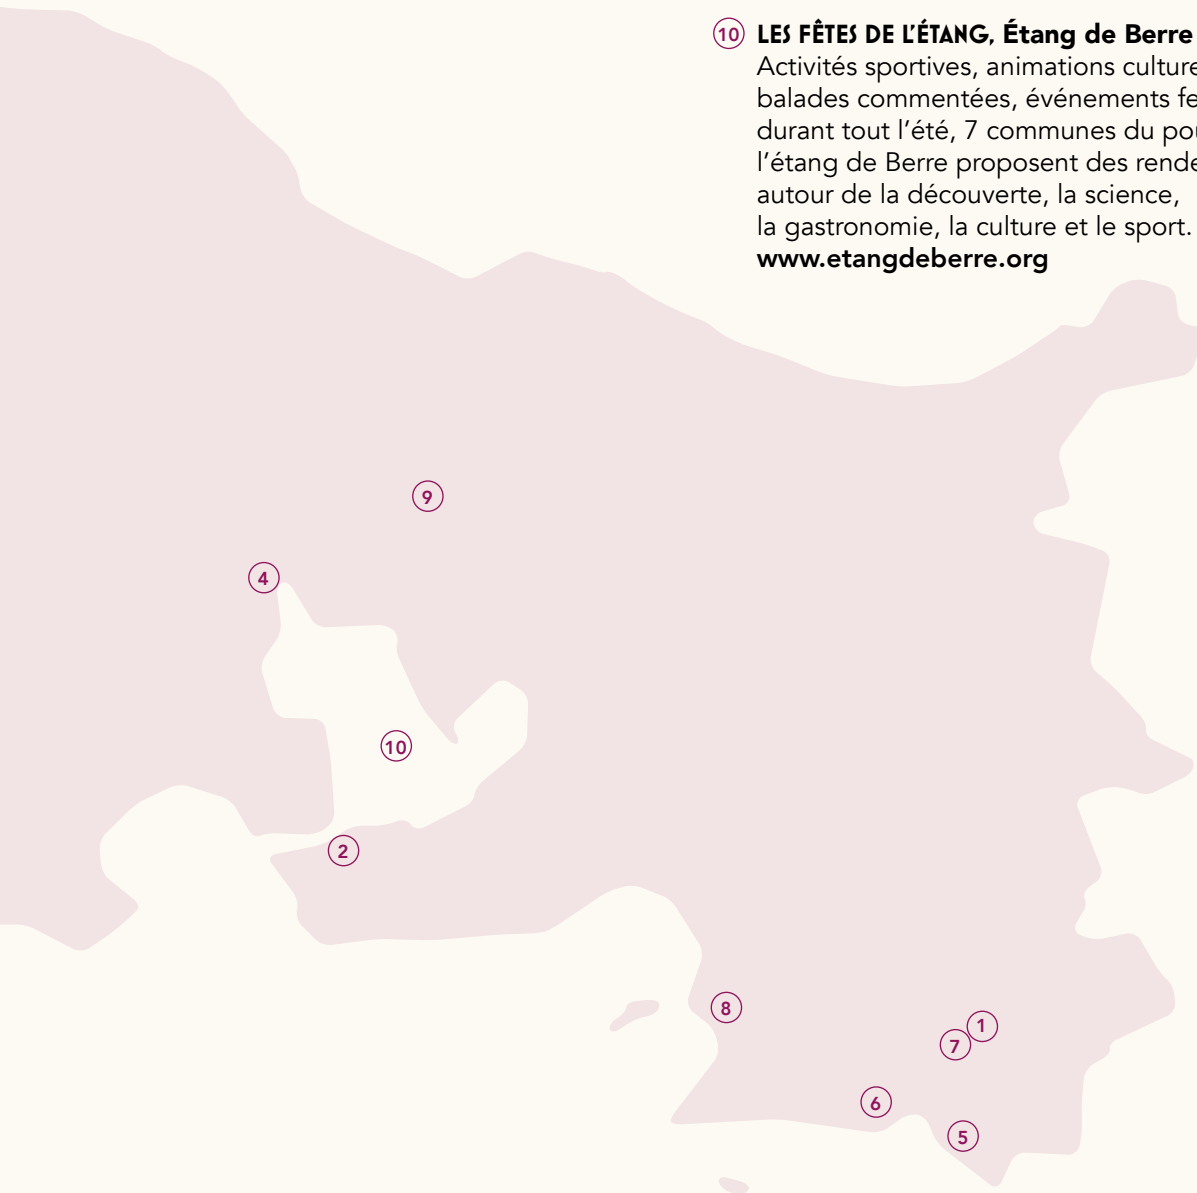 10 LES FÊTES DE L'ÉTANG, Étang de Berre
Activités sportives, animations culture
balades commentées, événements fe
durant tout l'été, 7 communes du pou
l'étang de Berre proposent des rende
autour de la découverte, la science,
la gastronomie, la culture et le sport.
www.etangdeberre.org
9
4
10
2
8
1
7
6
5